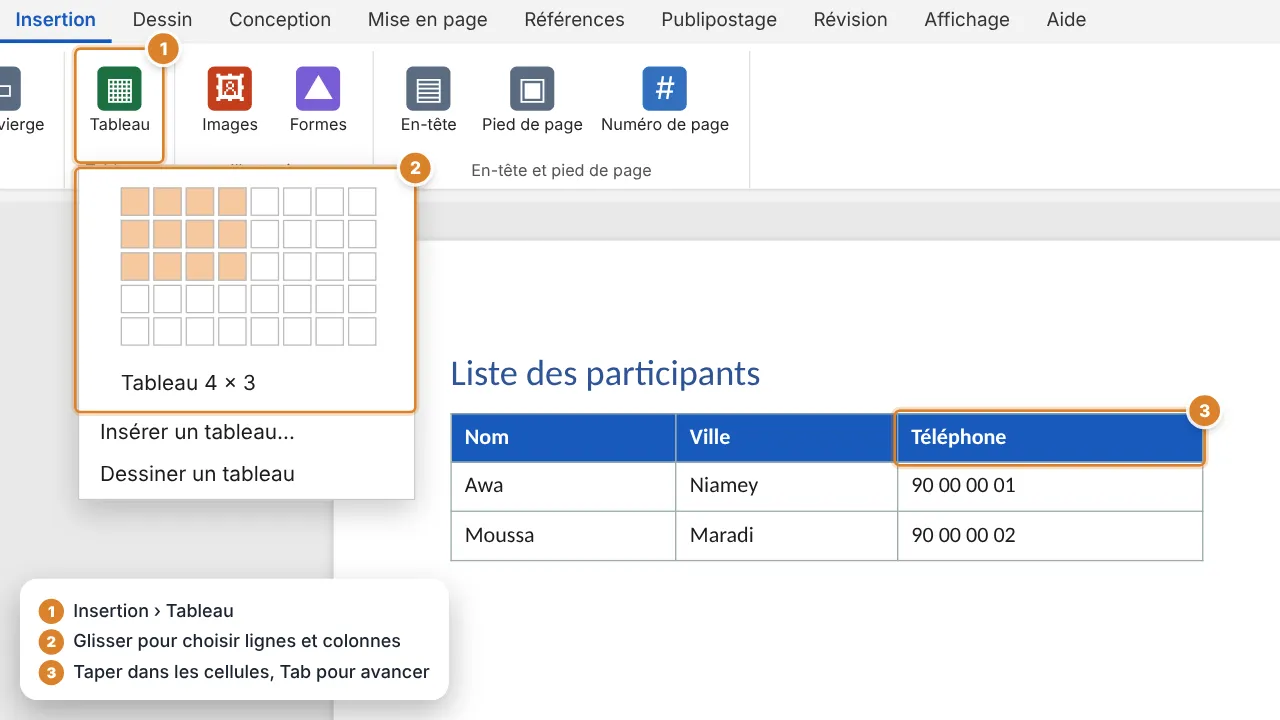 Insertion Dessin Conception Mise en page Références Publipostage Révision Affichage Aide
1
vierge Tableau Images Formes En-tête Pied de page Numéro de page
#
2
En-tête et pied de page
Tableau 4 × 3
Insérer un tableau...
Dessiner un tableau
Liste des participants
3
Nom Ville Téléphone
Awa Niamey 90 00 00 01
Moussa Maradi 90 00 00 02
1 Insertion › Tableau
2 Glisser pour choisir lignes et colonnes
3 Taper dans les cellules, Tab pour avancer